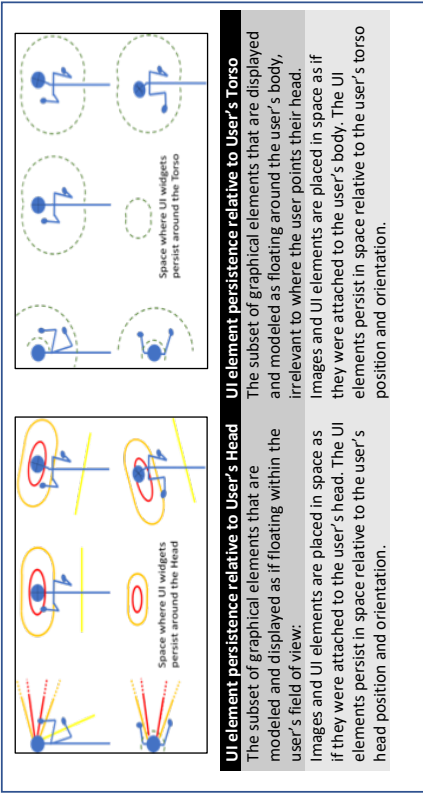 Space where UI widgets
persist around the Head
UI element persistence relative to User's Head
The subset of graphical elements that are
modeled and displayed as if floating within the
user's field of view:
Images and UI elements are placed in space as
if they were attached to the user's head. The UI
elements persist in space relative to the user's
head position and orientation.
Space where UI widgets
persist around the Torso
UI element persistence relative to User's Torso
The subset of graphical elements that are displayed
and modeled as floating around the user's body,
irrelevant to where the user points their head.
Images and UI elements are placed in space as if
they were attached to the user's body. The UI
elements persist in space relative to the user's torso
position and orientation.